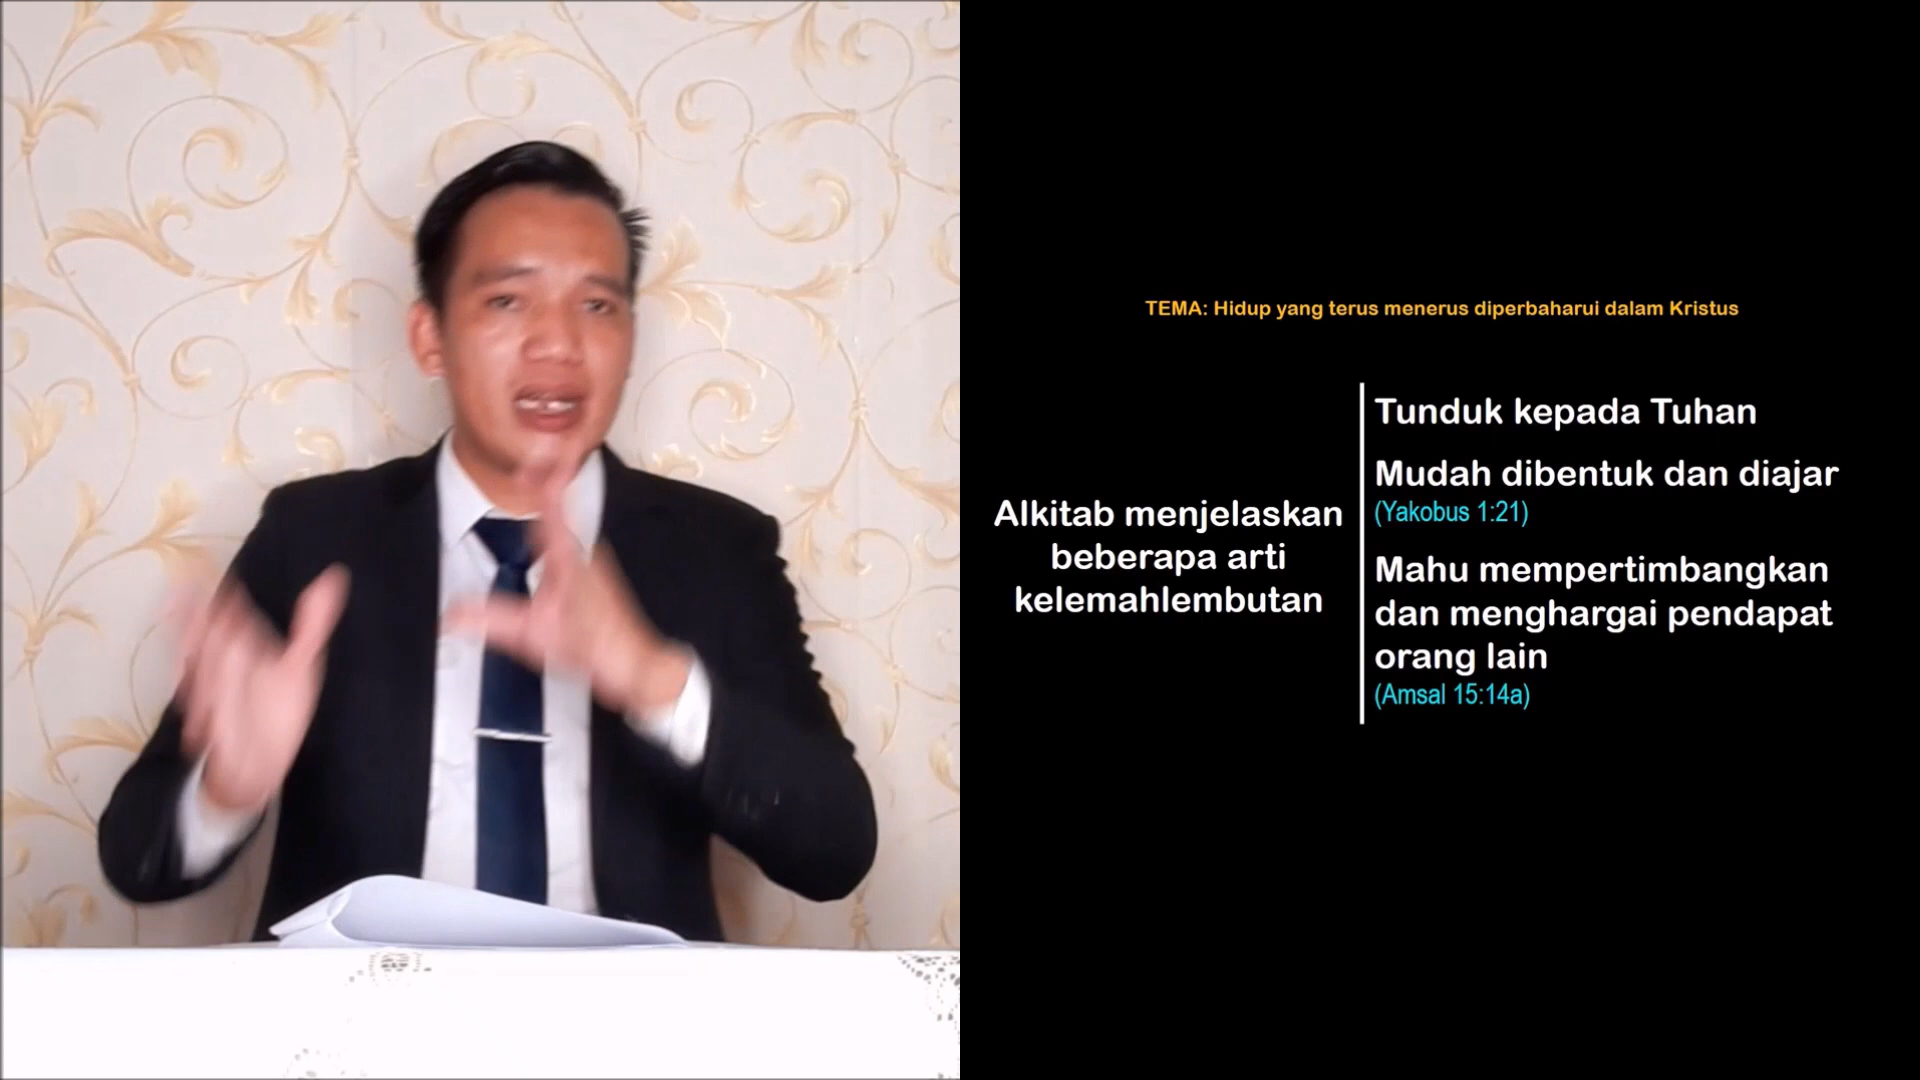 TEMA: Hidup yang terus menerus diperbaharui dalam Kristus
Alkitab menjelaskan
beberapa arti
kelemahlembutan
Tunduk kepada Tuhan
Mudah dibentuk dan diajar
(Yakobus 1:21)
Mahu mempertimbangkan
dan menghargai pendapat
orang lain
(Amsal 15:14a)